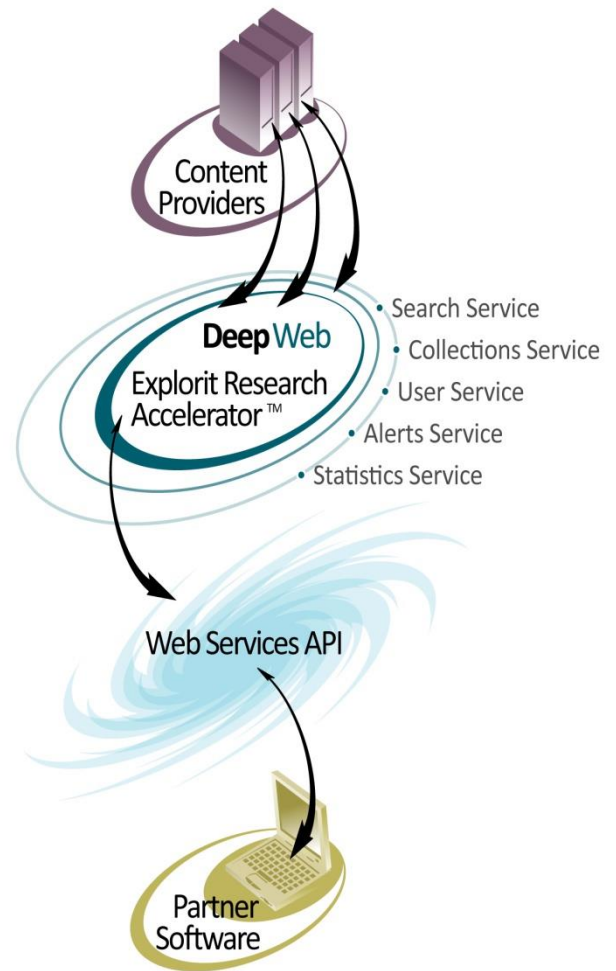 Content
Providers
Deep Web
Explorit Research
Accelerator™
• Search Service
• Collections Service
• User Service
• Alerts Service
• Statistics Service
Web Services API
Partner
Software